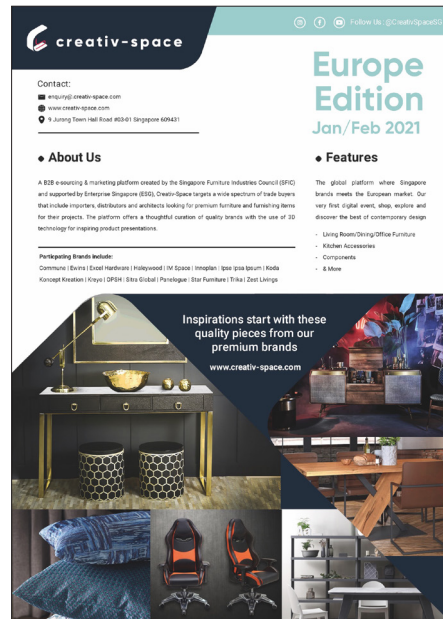 creativ-space
Follow Us : @CreativSpaceSG
Contact:
enquiry@.creativ-space.com
www.creativ-space.com
9 Jurong Town Hall Road #03-01 Singapore 609431
Europe
Edition
Jan/Feb 2021
About Us
A B2B e-sourcing & marketing platform created by the Singapore Furniture Industries Council (SFIC)
and supported by Enterprise Singapore (ESG), Creativ-Space targets a wide spectrum of trade buyers
that include importers, distributors and architects looking for premium furniture and furnishing items
for their projects. The platform offers a thoughtful curation of quality brands with the use of 3D
technology for inspiring product presentations.
Features
The global platform where Singapore
brands meets the European market. Our
very first digital event, shop, explore and
discover the best of contemporary design
- Living Room/Dining/Office Furniture
- Kitchen Accessories
- Components
- & More
Participating Brands include:
Commune | Ewins | Excel Hardware | Haleywood | IM Space | Innoplan | Ipse Ipsa Ipsum | Koda
Koncept Kreation | Kreyo | OPSH | Sitra Global | Panelogue | Star Furniture | Trika | Zest Livings
Inspirations start with these
quality pieces from our
premium brands
www.creativ-space.com